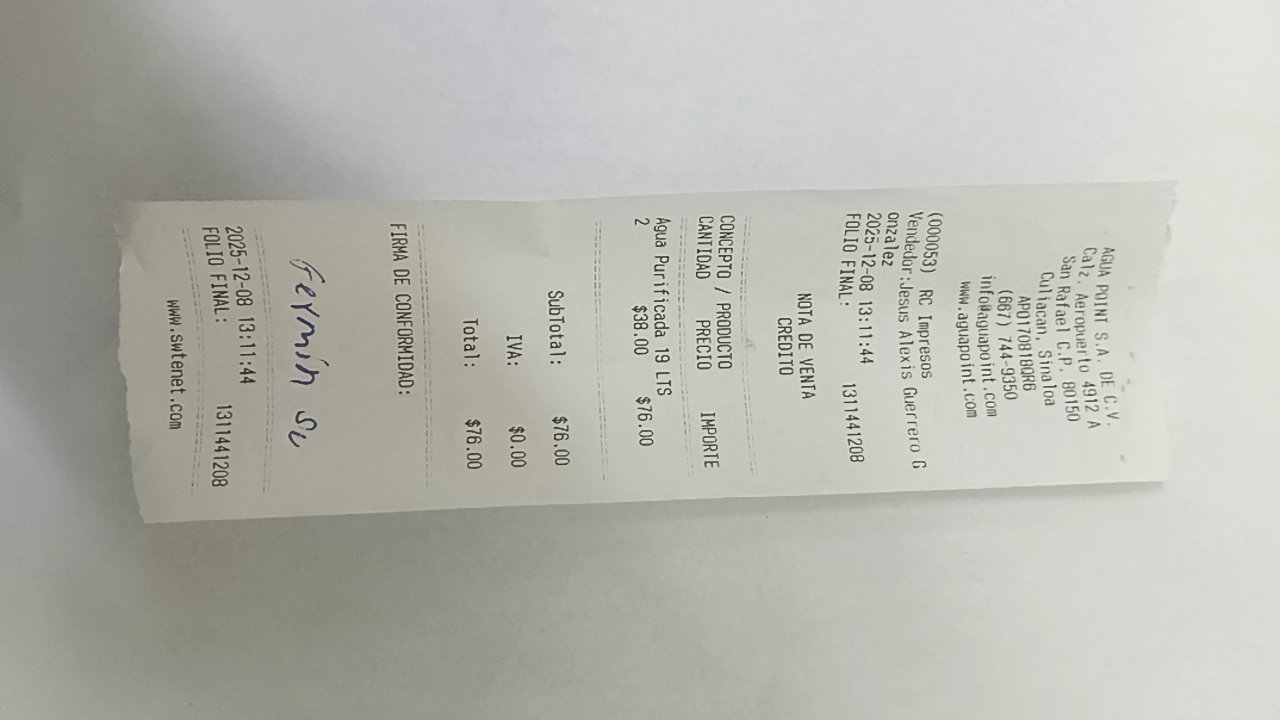 AGUA POINT S.A. DE C.V.
Calz. Aeropuerto 4912 A
San Rafael C.P. 80150
Culiacan, Sinaloa
APO170818QR6
(667) 744-9350
info@aguapoint.com
www.aguapoint.com
(000053) RC Impresos
Vendedor:Jesus Alexis Guerrero G
onzalez
2025-12-08 13:11:44
FOLIO FINAL: 1311441208
NOTA DE VENTA
CREDITO
CONCEPTO / PRODUCTO
CANTIDAD PRECIO IMPORTE
Agua Purificada 19 LTS
2 $38.00 $76.00
SubTotal: $76.00
IVA: $0.00
Total: $76.00
FIRMA DE CONFORMIDAD:
Fermín
2025-12-08 13:11:44
FOLIO FINAL: 1311441208
www.swtenet.com